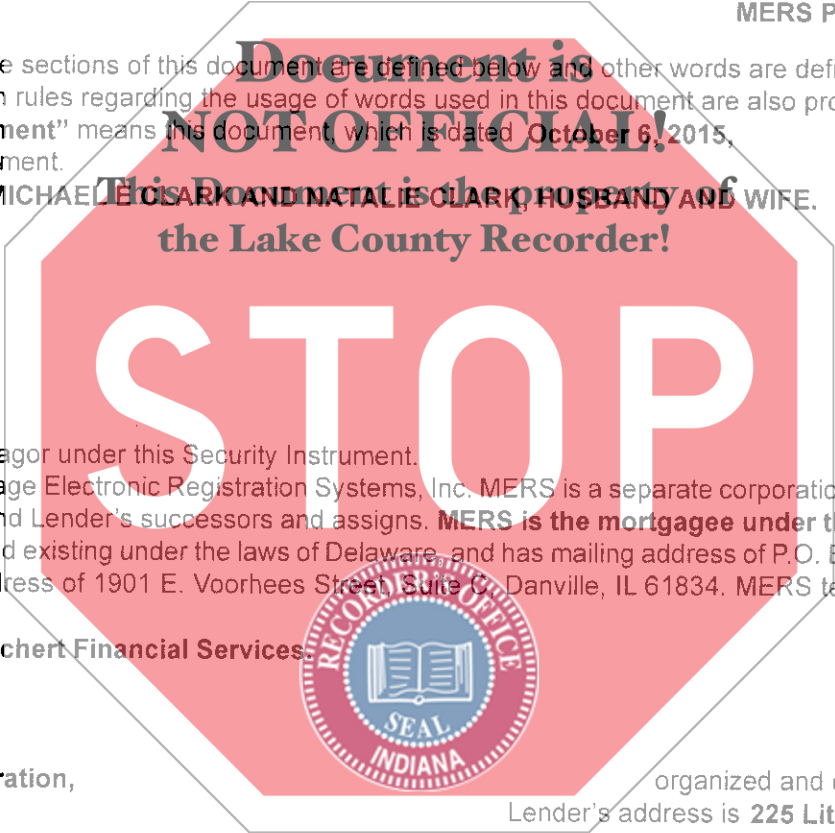 MERS P
Document is
e sections of this document are defined below and other words are defi
rules regarding the usage of words used in this document are also pro
NOT OFFICIAL!
ment” means this document, which is dated October 6, 2015,
ment.
This Document is the property of
MICHAEL E CLARK AND NATALIE CLARK, HUSBAND AND WIFE.
the Lake County Recorder!
STOP
agor under this Security Instrument.
age Electronic Registration Systems, Inc. MERS is a separate corporatio
nd Lender’s successors and assigns. MERS is the mortgagee under th
d existing under the laws of Delaware, and has mailing address of P.O. B
ress of 1901 E. Voorhees Street, Suite C, Danville, IL 61834. MERS te
chert Financial Services.
RECORDER'S OFFICE
SEAL
INDIANA
ration,
organized and
Lender’s address is 225 Lit